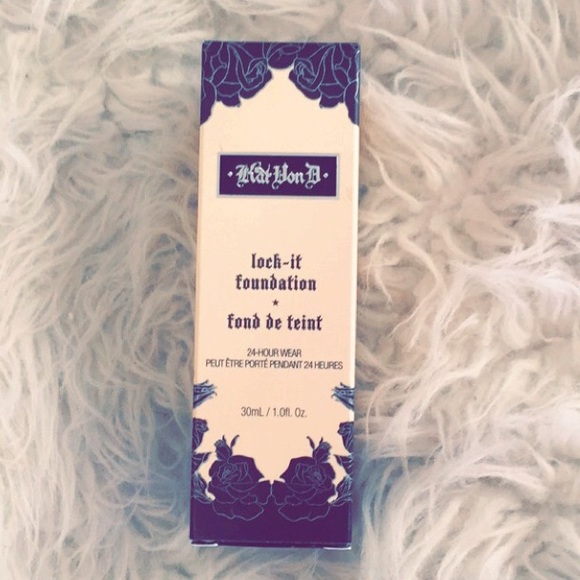 · Kat Von D ·
lock-it
foundation
★
fond de teint
24-HOUR WEAR
PEUT ÊTRE PORTÉ PENDANT 24 HEURES
30mL / 1.0fl. Oz.